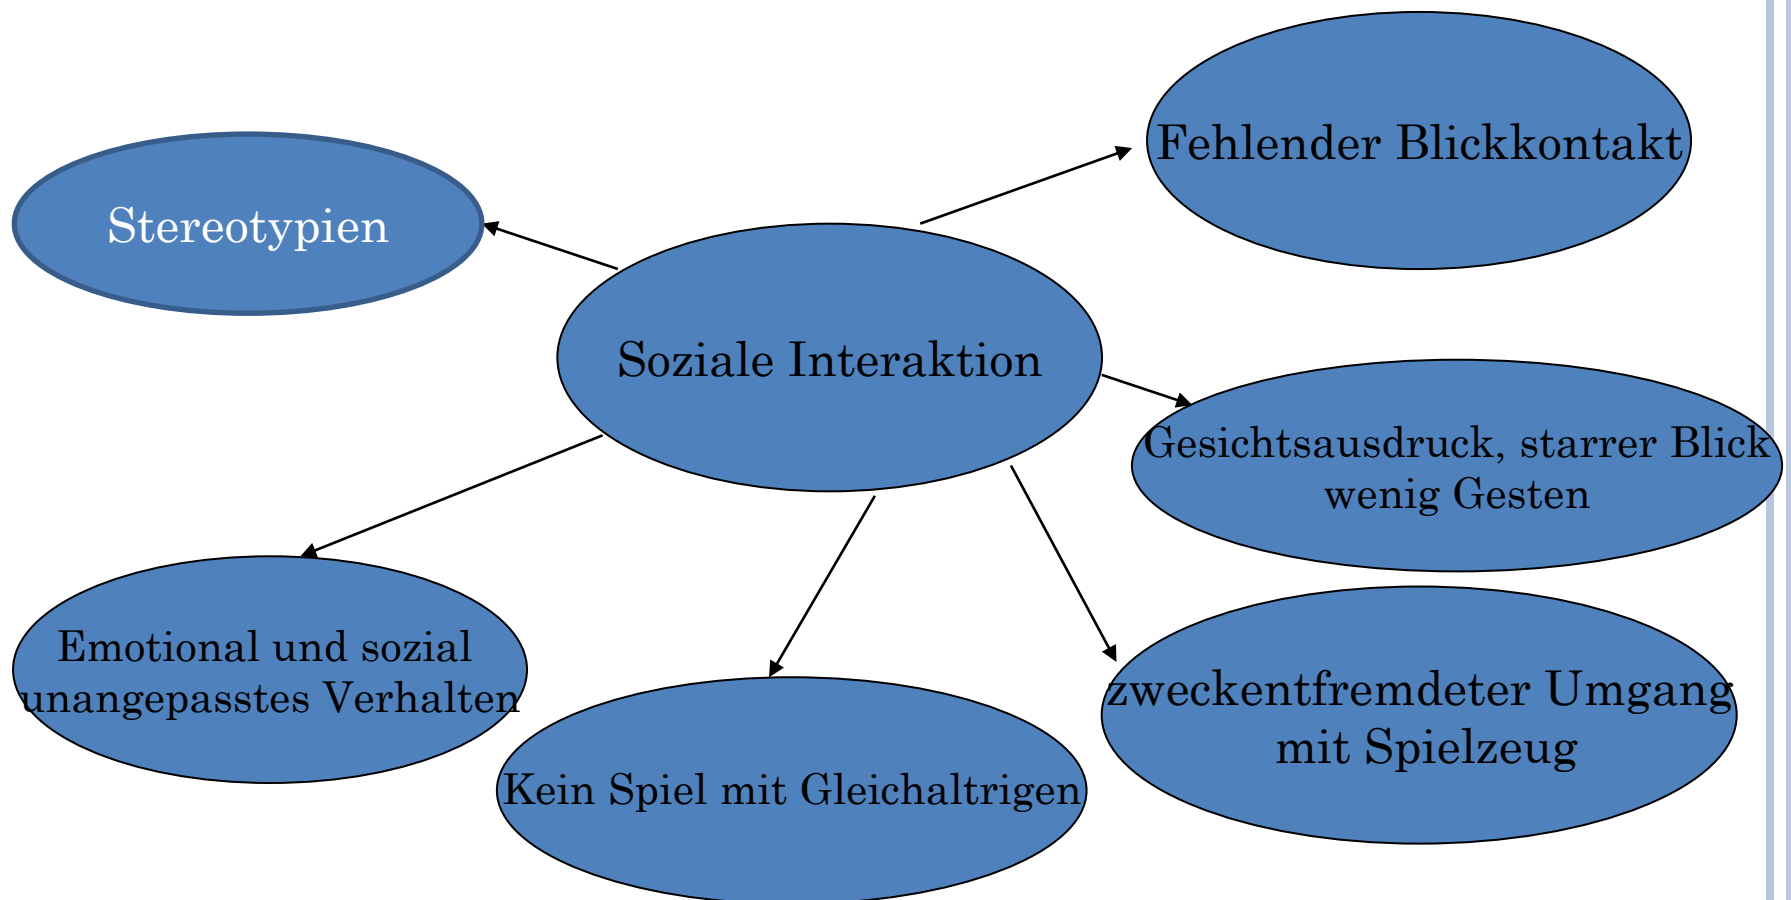 Fehlender Blickkontakt
Stereotypien
Soziale Interaktion
Gesichtsausdruck, starrer Blick
wenig Gesten
Emotional und sozial
unangepasstes Verhalten
zweckentfremdeter Umgang
mit Spielzeug
Kein Spiel mit Gleichaltrigen